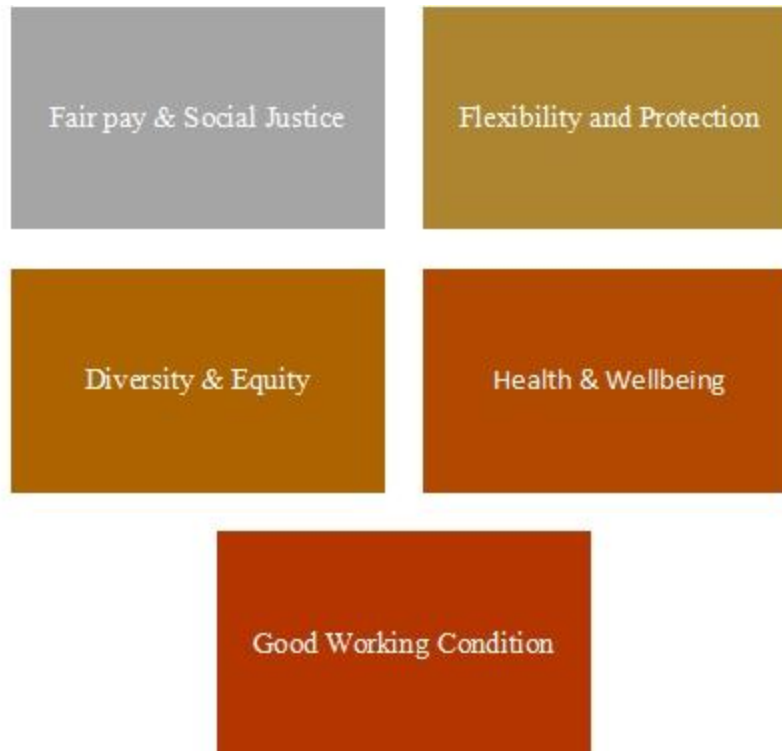 Fair pay & Social Justice
Flexibility and Protection
Diversity & Equity
Health & Wellbeing
Good Working Condition